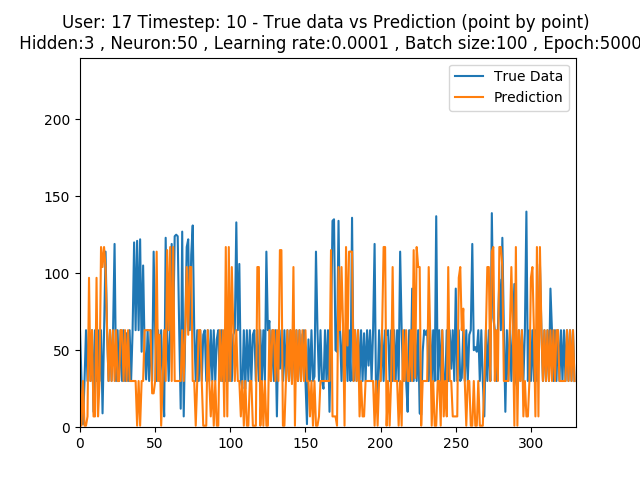 User: 17 Timestep: 10 - True data vs Prediction (point by point)
Hidden:3 , Neuron:50 , Learning rate:0.0001 , Batch size:100 , Epoch:5000
True Data
Prediction
200
150
100
50
0
0 50 100 150 200 250 300